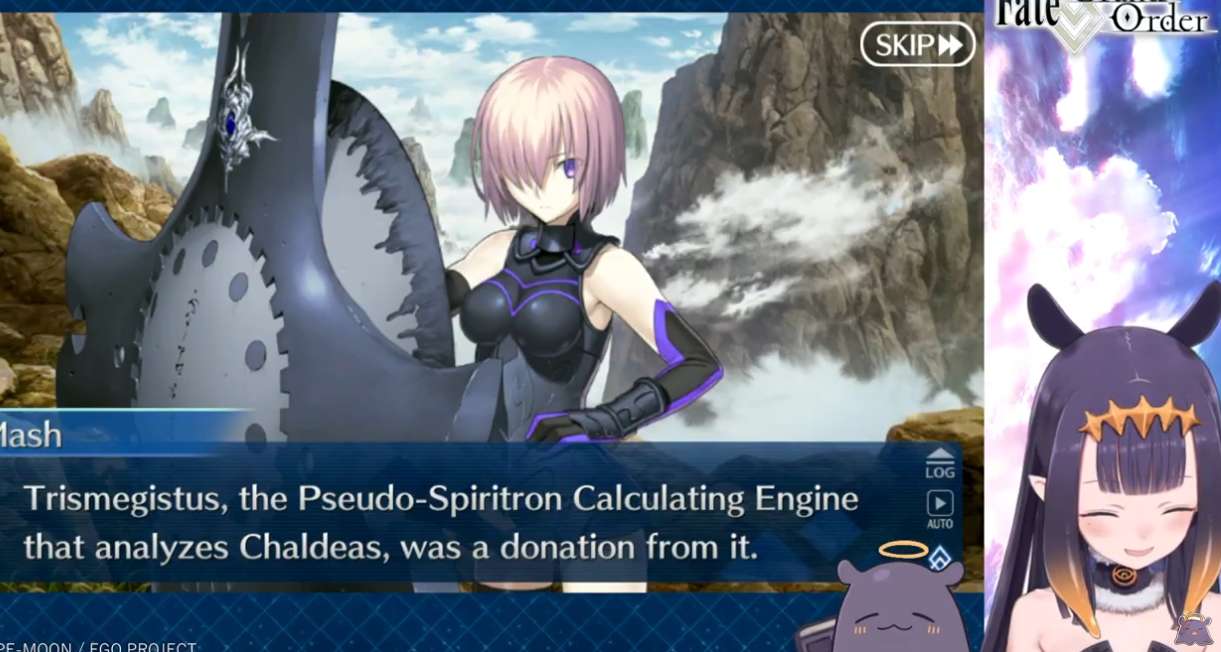 Fate
Grand
Order
SKIP
Mash
LOG
Trismegistus, the Pseudo-Spiritron Calculating Engine
AUTO
that analyzes Chaldeas, was a donation from it.
PE-MOON / FGO PROJECT